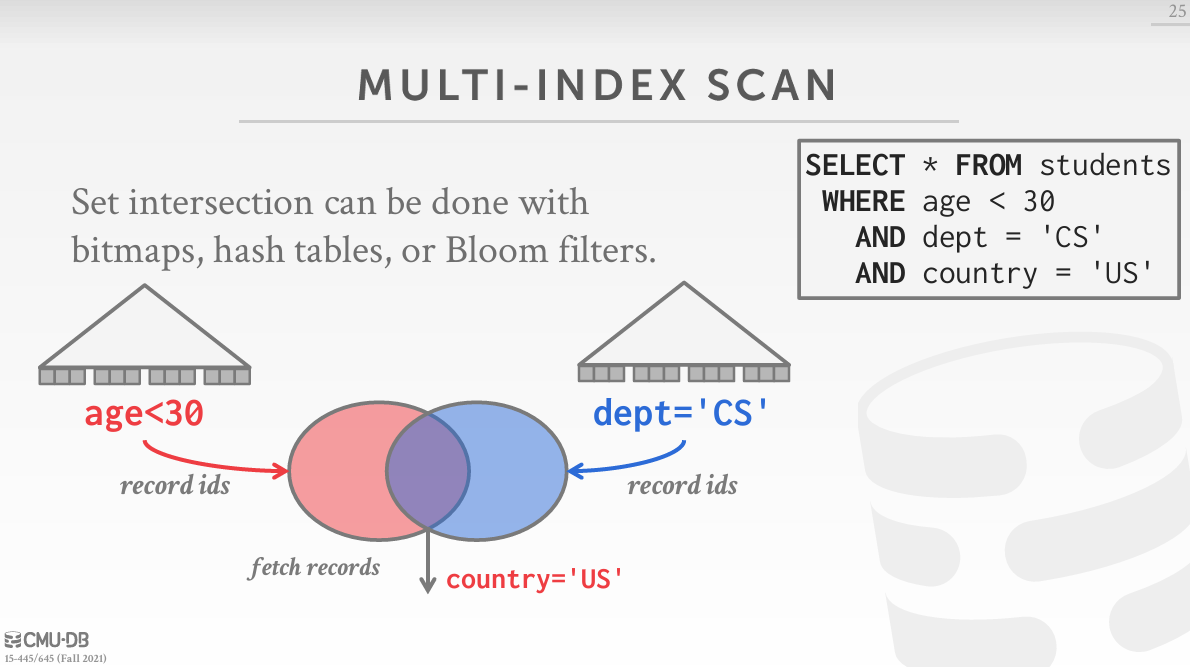 25
MULTI-INDEX SCAN
Set intersection can be done with
bitmaps, hash tables, or Bloom filters.
SELECT * FROM students
WHERE age < 30
AND dept = 'CS'
AND country = 'US'
age<30
dept='CS'
record ids
record ids
fetch records
country='US'
CMU·DB
15-445/645 (Fall 2021)